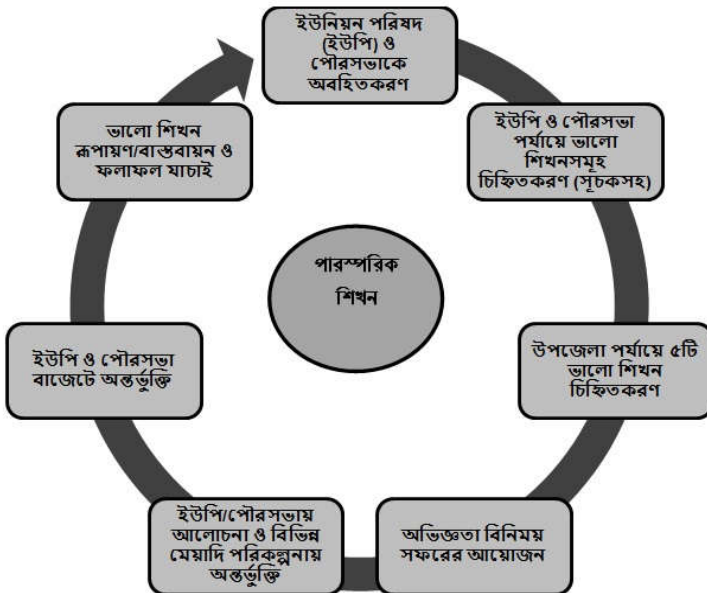 ইউনিয়ন পরিষদ
(ইউপি) ও
পৌরসভাকে
অবহিতকরণ
ইউপি ও পৌরসভা
পর্যায়ে ভালো
শিখনসমূহ
চিহ্নিতকরণ (সূচকসহ)
উপজেলা পর্যায়ে ৫টি
ভালো শিখন
চিহ্নিতকরণ
অভিজ্ঞতা বিনিময়
সফরের আয়োজন
ইউপি/পৌরসভায়
আলোচনা ও বিভিন্ন
মেয়াদি পরিকল্পনায়
অন্তর্ভুক্তি
ইউপি ও পৌরসভা
বাজেটে অন্তর্ভুক্তি
ভালো শিখন
রূপায়ণ/বাস্তবায়ন ও
ফলাফল যাচাই
পারস্পরিক
শিখন